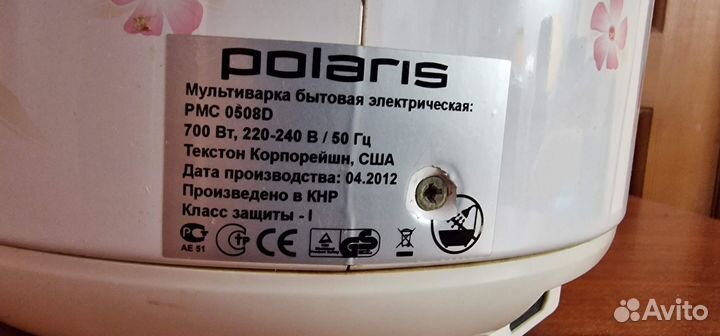 polaris
Мультиварка бытовая электрическая:
PMC 0508D
700 Вт, 220-240 В / 50 Гц
Текстон Корпорейшн, США
Дата производства: 04.2012
Произведено в КНР
Класс защиты - I
АЕ 51
Avito